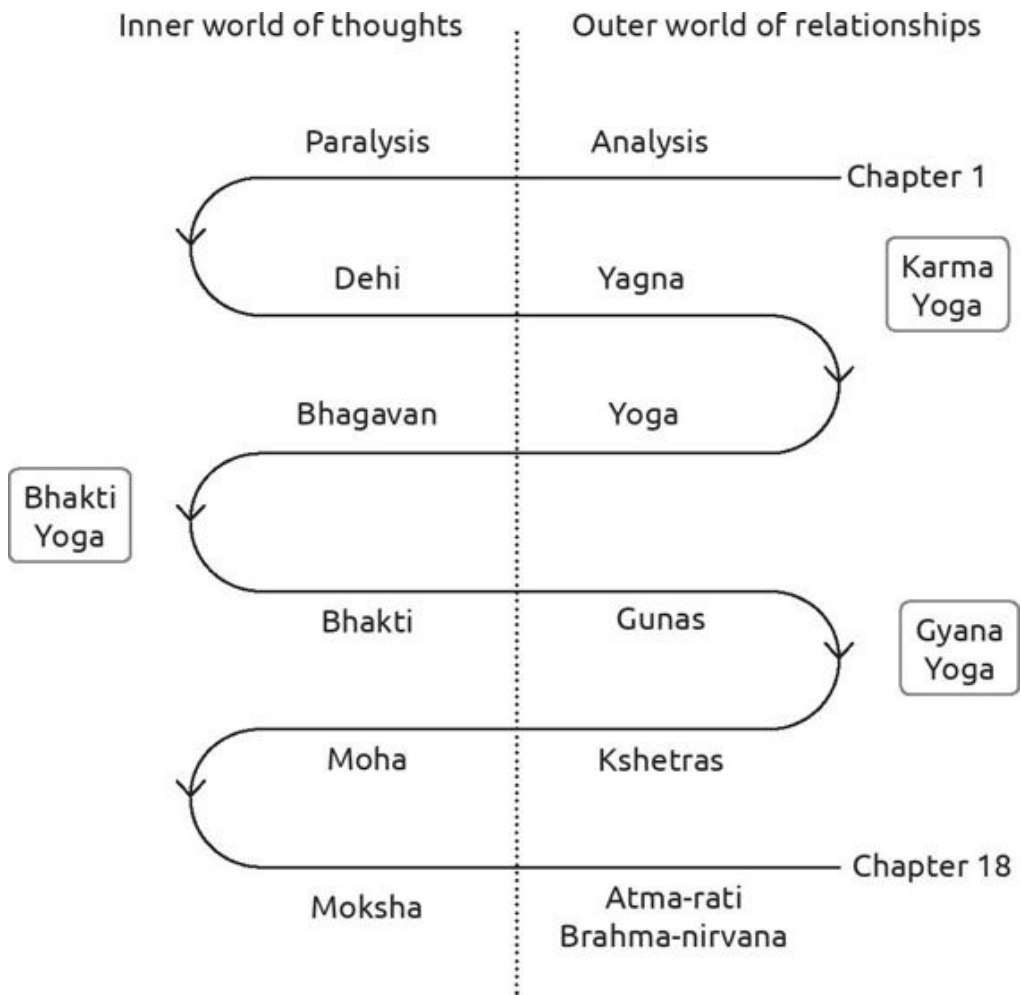 Inner world of thoughts
Outer world of relationships
Paralysis
Analysis
Chapter 1
Dehi
Yagna
Karma
Yoga
Bhagavan
Yoga
Bhakti
Yoga
Bhakti
Gunas
Gyana
Yoga
Moha
Kshetras
Chapter 18
Moksha
Atma-rati
Brahma-nirvana